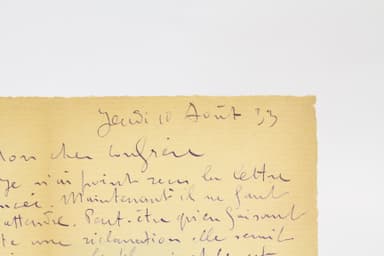 Jeudi 10 Août 33
Mon cher Confrère
Je n'ai point reçu la lettre
ncée. Maintenant il ne faut
attendre. Peut-être qu'en faisant
te une réclamation. elle serait